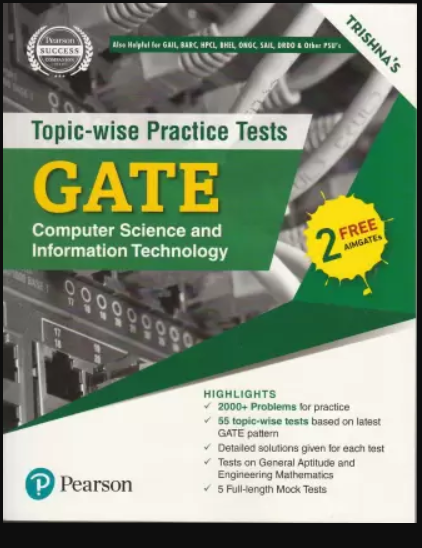 TRISHNA'S
Pearson
SUCCESS
Also Helpful for GAIL, BARC, HPCL, BHEL, ONGC, SAIL, DRDO & Other PSU's
Topic-wise Practice Tests
GATE
Computer Science and
Information Technology
2 FREE
AIMGATEs
HIGHLIGHTS
✓ 2000+ Problems for practice
✓ 55 topic-wise tests based on latest
GATE pattern
✓ Detailed solutions given for each test
✓ Tests on General Aptitude and
Engineering Mathematics
✓ 5 Full-length Mock Tests
Pearson